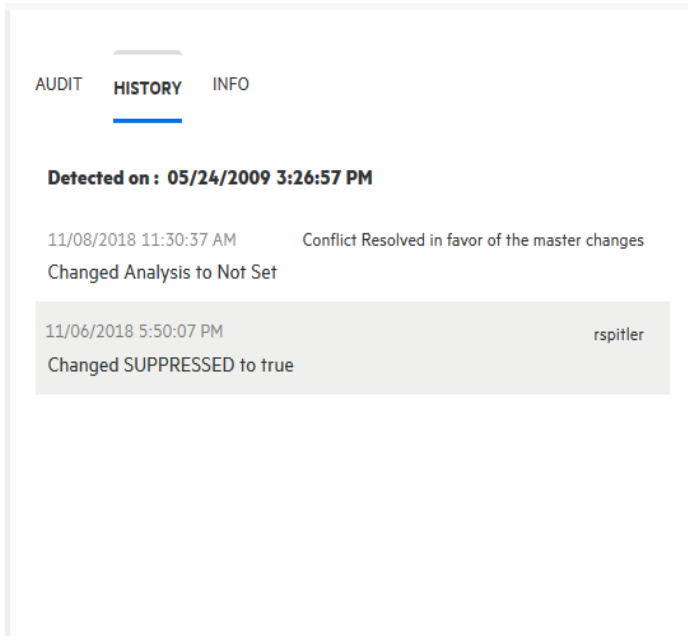 AUDIT HISTORY INFO
Detected on : 05/24/2009 3:26:57 PM
11/08/2018 11:30:37 AM Conflict Resolved in favor of the master changes
Changed Analysis to Not Set
11/06/2018 5:50:07 PM rspitler
Changed SUPPRESSED to true